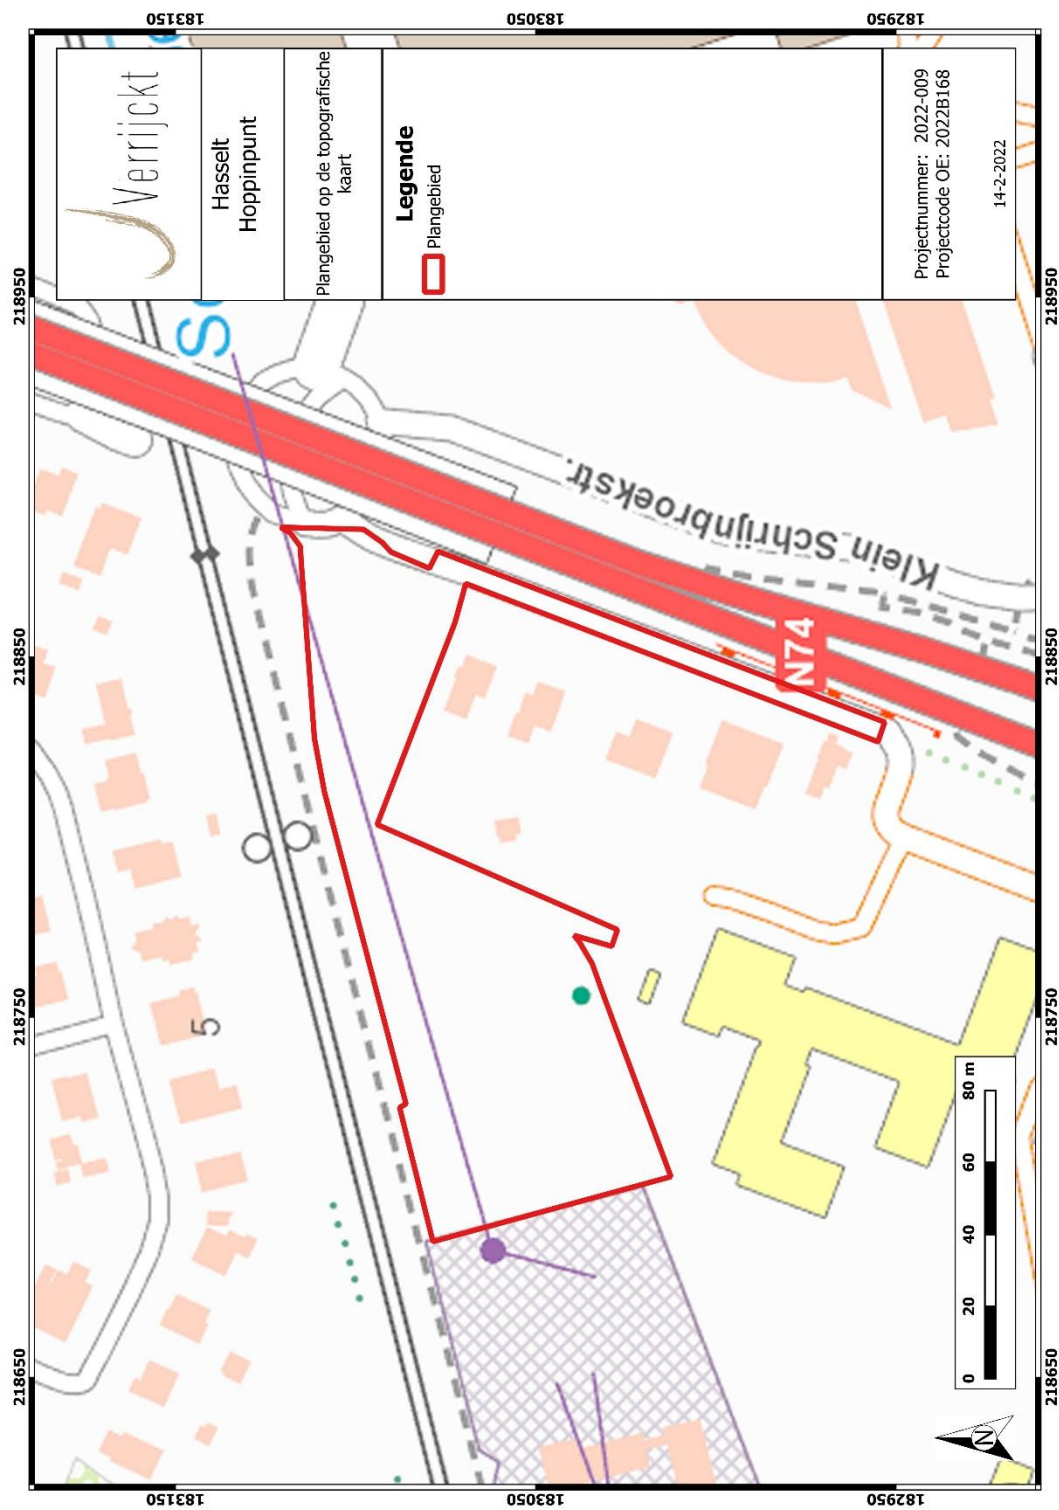 183150
183050
182950
218950
218850
218750
218650
218950
218850
218750
218650
183150
183050
182950
Verrijckt
Hasselt
Hoppinpunt
Plangebied op de topografische
kaart
Legende
Plangebied
Projectnummer: 2022-009
Projectcode OE: 2022B168
14-2-2022
Klein Schrijnbroekstr.
N74
5
0 20 40 60 80 m
N